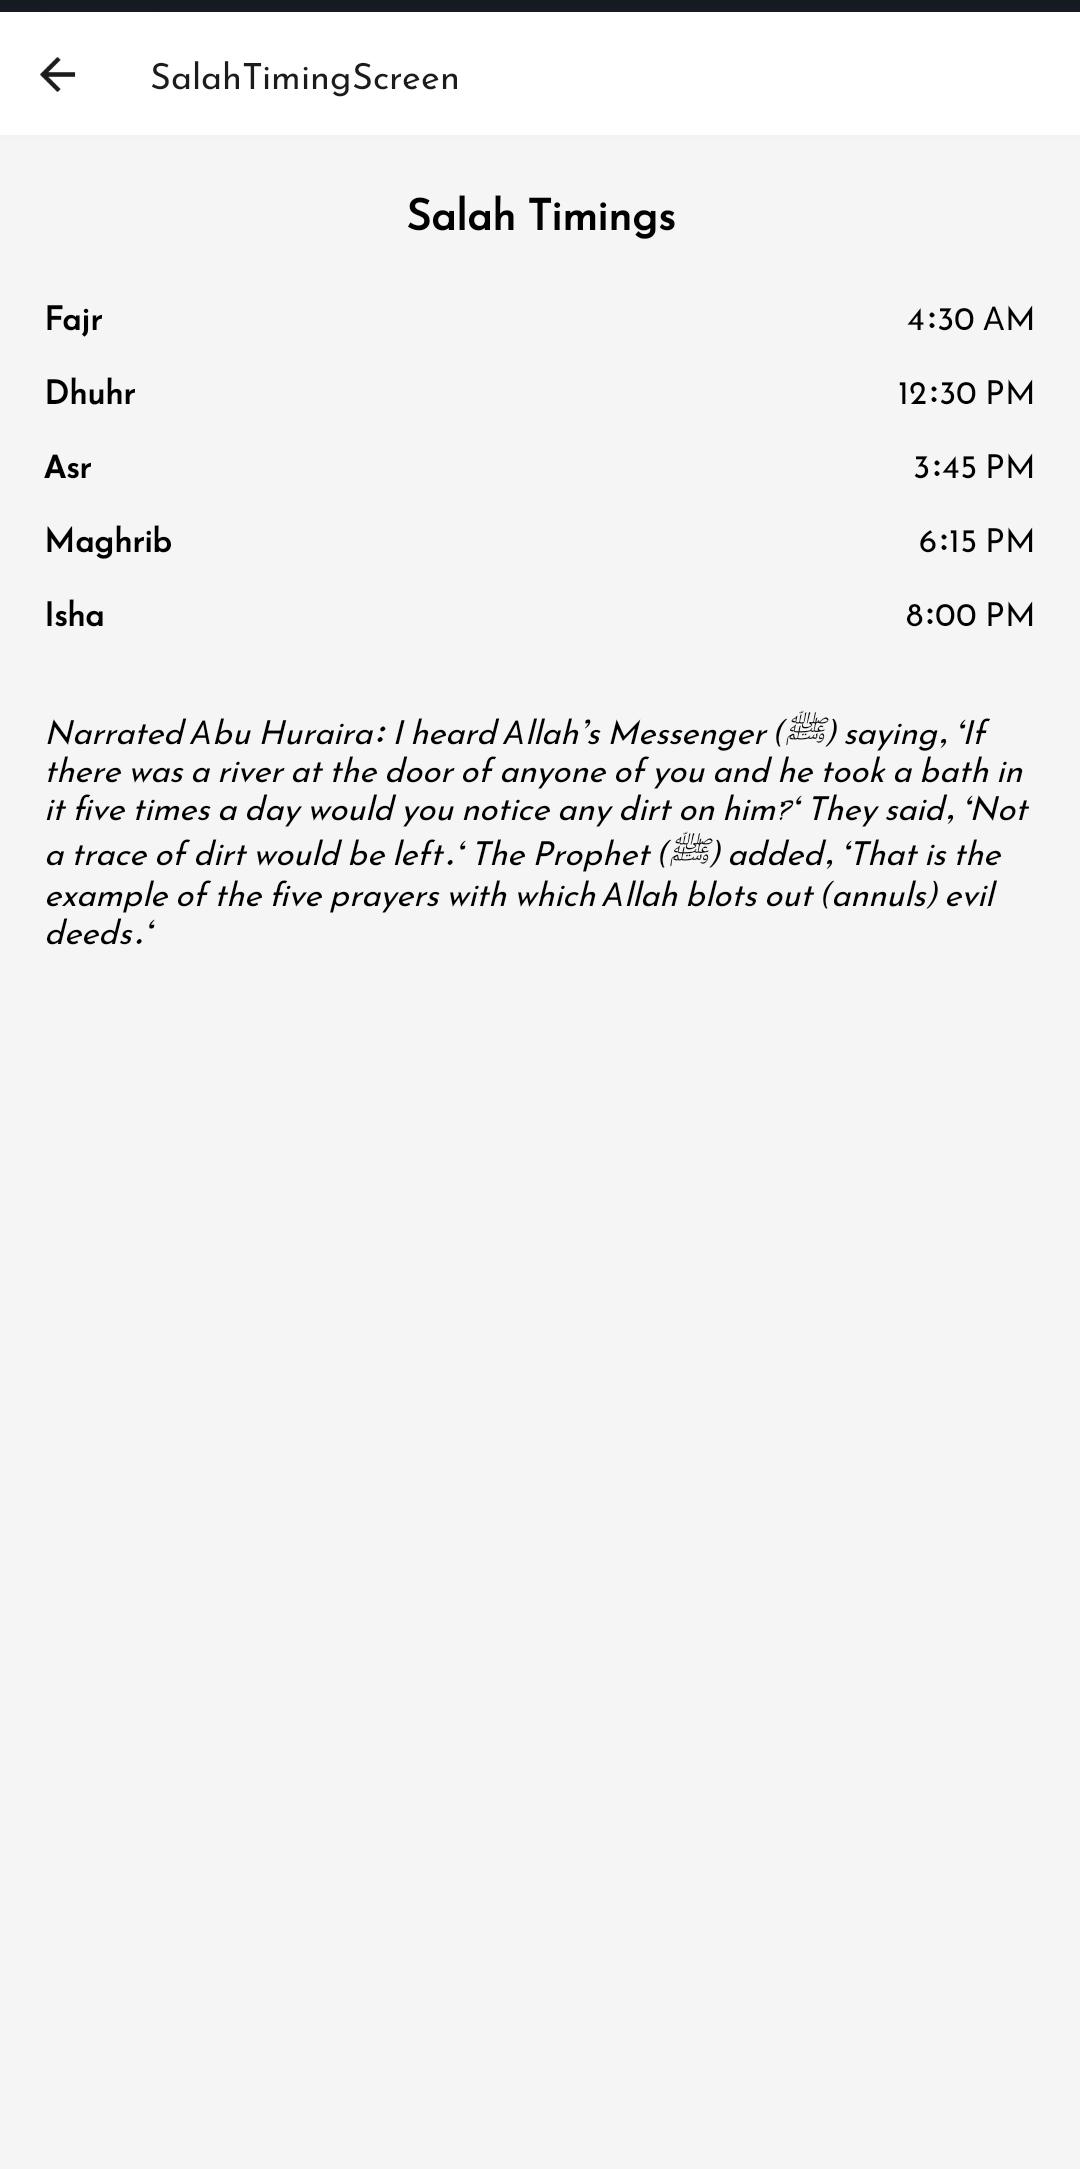 SalahTimingScreen
Salah Timings
Fajr 4:30 AM
Dhuhr 12:30 PM
Asr 3:45 PM
Maghrib 6:15 PM
Isha 8:00 PM
Narrated Abu Huraira: I heard Allah’s Messenger (ﷺ) saying, ‘If
there was a river at the door of anyone of you and he took a bath in
it five times a day would you notice any dirt on him?‘ They said, ‘Not
a trace of dirt would be left.‘ The Prophet (ﷺ) added, ‘That is the
example of the five prayers with which Allah blots out (annuls) evil
deeds.‘